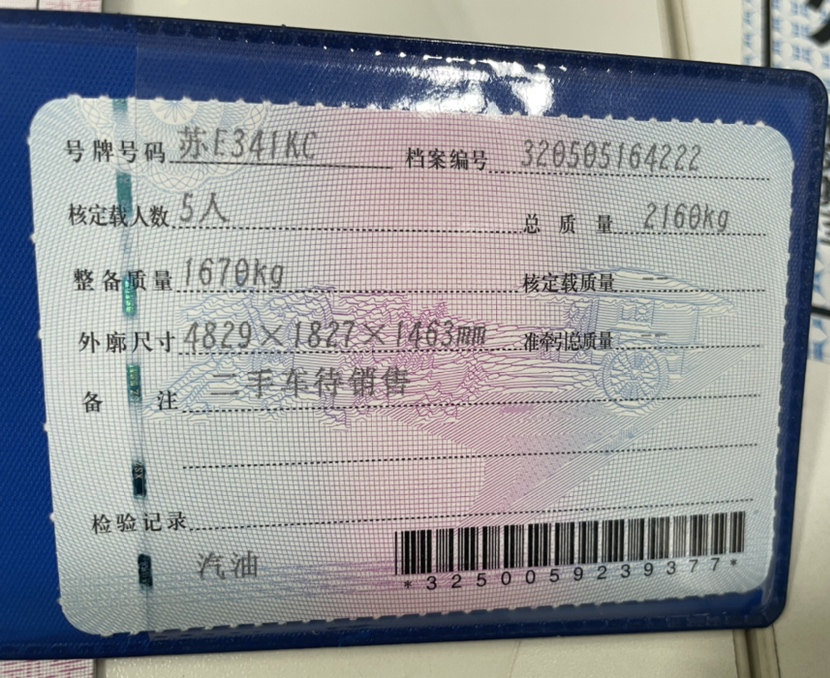 号牌号码 苏E341KC 档案编号 320505164222
核定载人数 5人 总质量 2160kg
整备质量 1670kg 核定载质量 --
外廓尺寸 4829×1827×1463mm 准牵引总质量 --
备注 二手车待销售
检验记录
汽油
*3250059239377*